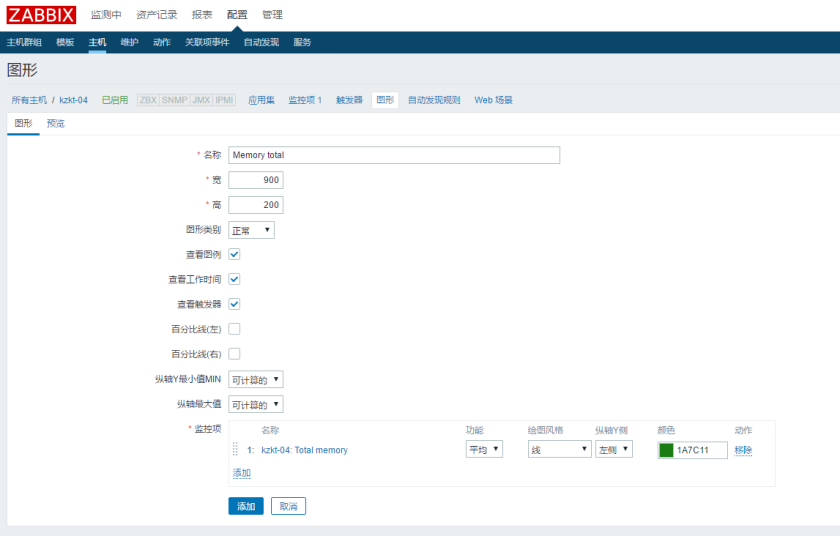 ZABBIX 监测中 资产记录 报表 配置 管理
主机群组 模板 主机 维护 动作 关联项事件 自动发现 服务
图形
所有主机 / kzkt-04 已启用 ZBX SNMP JMX IPMI 应用集 监控项 1 触发器 图形 自动发现规则 Web 场景
图形 预览
* 名称 Memory total
* 宽 900
* 高 200
图形类别 正常
查看图例
查看工作时间
查看触发器
百分比线(左)
百分比线(右)
纵轴Y最小值MIN 可计算的
纵轴最大值 可计算的
* 监控项 名称 功能 绘图风格 纵轴Y侧 颜色 动作
1: kzkt-04: Total memory 平均 线 左侧 1A7C11 移除
添加
添加 取消